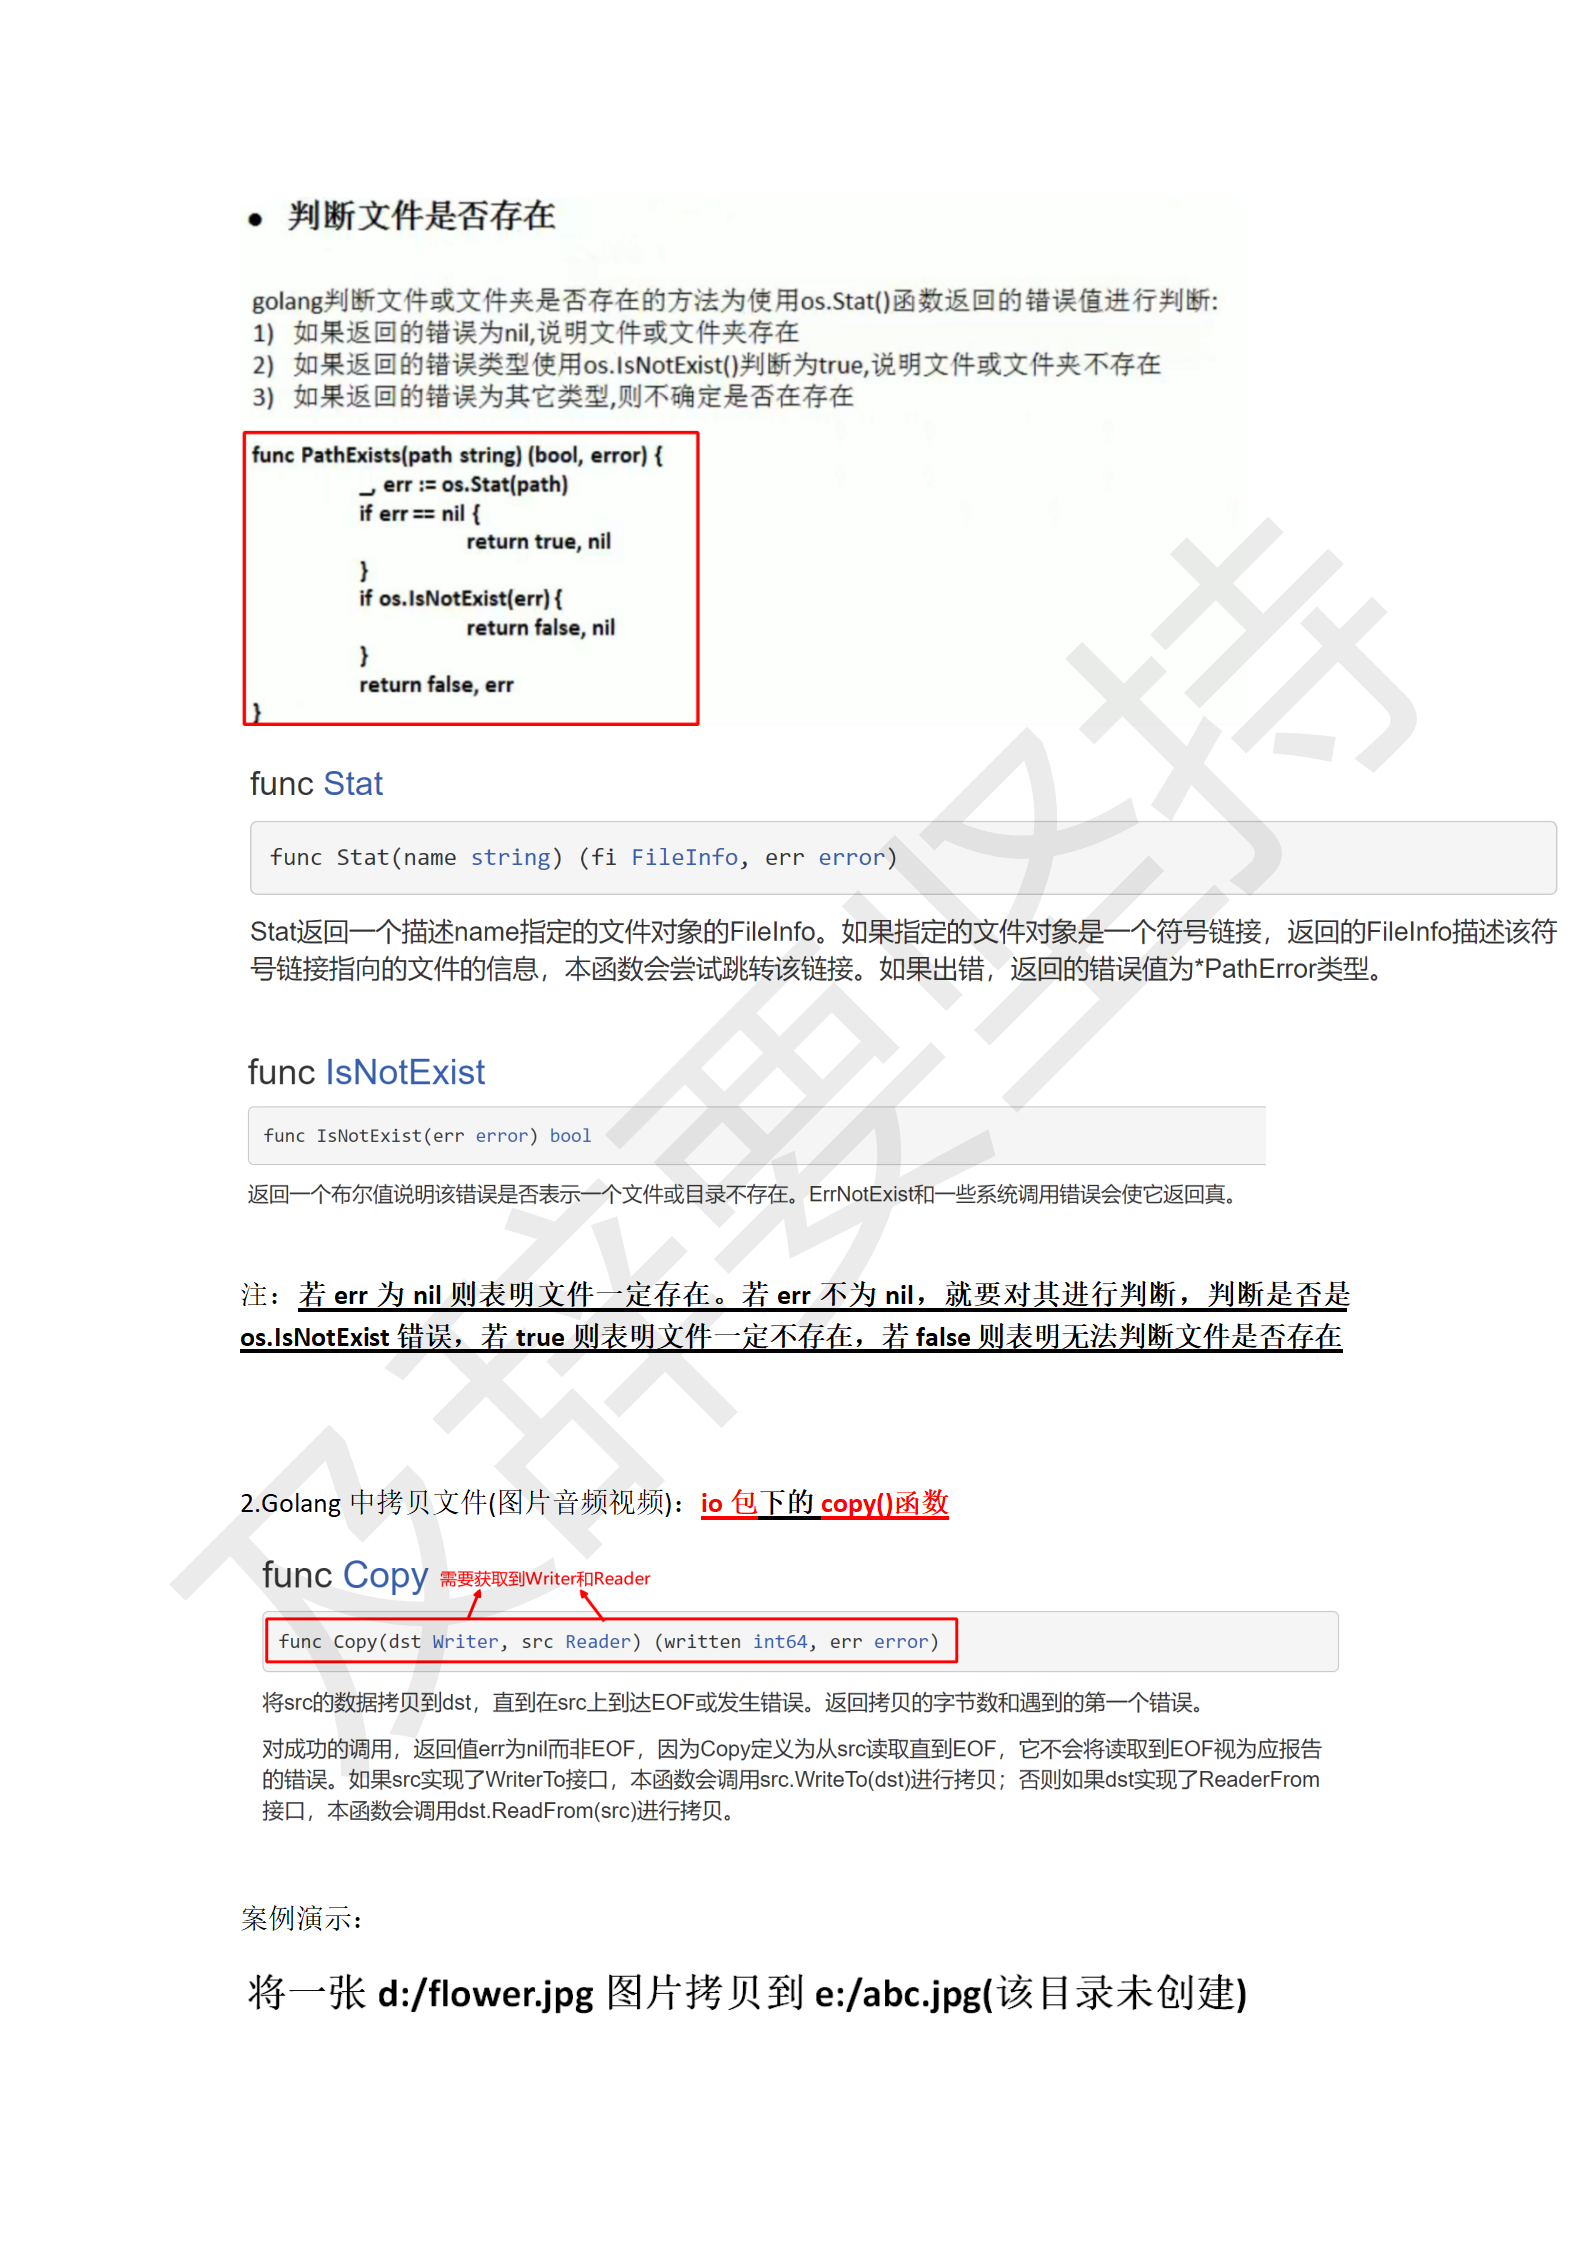 ● 判断文件是否存在
golang判断文件或文件夹是否存在的方法为使用os.Stat()函数返回的错误值进行判断:
1) 如果返回的错误为nil,说明文件或文件夹存在
2) 如果返回的错误类型使用os.IsNotExist()判断为true,说明文件或文件夹不存在
3) 如果返回的错误为其它类型,则不确定是否在存在
func PathExists(path string) (bool, error) {
_, err := os.Stat(path)
if err == nil {
return true, nil
}
if os.IsNotExist(err) {
return false, nil
}
return false, err
}
func Stat
func Stat(name string) (fi FileInfo, err error)
Stat返回一个描述name指定的文件对象的FileInfo。如果指定的文件对象是一个符号链接，返回的FileInfo描述该符
号链接指向的文件的信息，本函数会尝试跳转该链接。如果出错，返回的错误值为*PathError类型。
func IsNotExist
func IsNotExist(err error) bool
返回一个布尔值说明该错误是否表示一个文件或目录不存在。ErrNotExist和一些系统调用错误会使它返回真。
注：若 err 为 nil 则表明文件一定存在。若 err 不为 nil，就要对其进行判断，判断是否是
os.IsNotExist 错误，若 true 则表明文件一定不存在，若 false 则表明无法判断文件是否存在
2.Golang 中拷贝文件(图片音频视频)：io 包下的 copy()函数
func Copy 需要获取到Writer和Reader
func Copy(dst Writer, src Reader) (written int64, err error)
将src的数据拷贝到dst，直到在src上到达EOF或发生错误。返回拷贝的字节数和遇到的第一个错误。
对成功的调用，返回值err为nil而非EOF，因为Copy定义为从src读取直到EOF，它不会将读取到EOF视为应报告
的错误。如果src实现了WriterTo接口，本函数会调用src.WriteTo(dst)进行拷贝；否则如果dst实现了ReaderFrom
接口，本函数会调用dst.ReadFrom(src)进行拷贝。
案例演示：
将一张 d:/flower.jpg 图片拷贝到 e:/abc.jpg(该目录未创建)
及辞要坚持